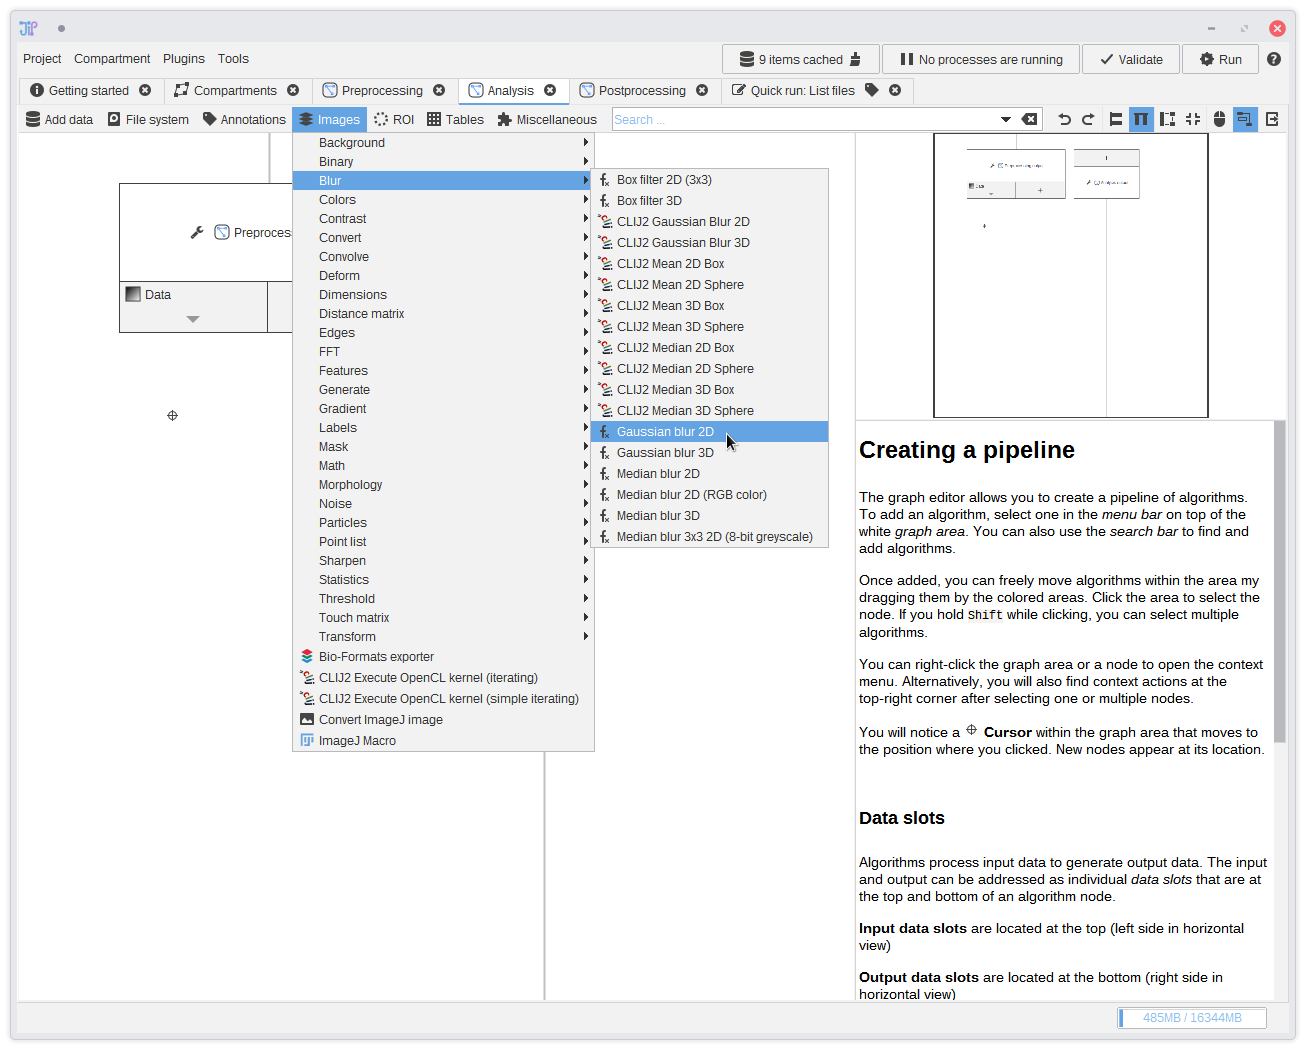 JIP
Project Compartment Plugins Tools
9 items cached No processes are running Validate Run
Getting started Compartments Preprocessing Analysis Postprocessing Quick run: List files
Add data File system Annotations Images ROI Tables Miscellaneous Search ...
Background
Binary
Blur
Colors
Contrast
Convert
Convolve
Deform
Dimensions
Distance matrix
Edges
FFT
Features
Generate
Gradient
Labels
Mask
Math
Morphology
Noise
Particles
Point list
Sharpen
Statistics
Threshold
Touch matrix
Transform
Bio-Formats exporter
CLIJ2 Execute OpenCL kernel (iterating)
CLIJ2 Execute OpenCL kernel (simple iterating)
Convert ImageJ image
ImageJ Macro
Box filter 2D (3x3)
Box filter 3D
CLIJ2 Gaussian Blur 2D
CLIJ2 Gaussian Blur 3D
CLIJ2 Mean 2D Box
CLIJ2 Mean 2D Sphere
CLIJ2 Mean 3D Box
CLIJ2 Mean 3D Sphere
CLIJ2 Median 2D Box
CLIJ2 Median 2D Sphere
CLIJ2 Median 3D Box
CLIJ2 Median 3D Sphere
Gaussian blur 2D
Gaussian blur 3D
Median blur 2D
Median blur 2D (RGB color)
Median blur 3D
Median blur 3x3 2D (8-bit greyscale)
Preprocess
Data
Preprocessing output
Data
Analysis output
Creating a pipeline
The graph editor allows you to create a pipeline of algorithms.
To add an algorithm, select one in the menu bar on top of the
white graph area. You can also use the search bar to find and
add algorithms.
Once added, you can freely move algorithms within the area my
dragging them by the colored areas. Click the area to select the
node. If you hold Shift while clicking, you can select multiple
algorithms.
You can right-click the graph area or a node to open the context
menu. Alternatively, you will also find context actions at the
top-right corner after selecting one or multiple nodes.
You will notice a Cursor within the graph area that moves to
the position where you clicked. New nodes appear at its location.
Data slots
Algorithms process input data to generate output data. The input
and output can be addressed as individual data slots that are at
the top and bottom of an algorithm node.
Input data slots are located at the top (left side in horizontal
view)
Output data slots are located at the bottom (right side in
horizontal view)
485MB / 16344MB